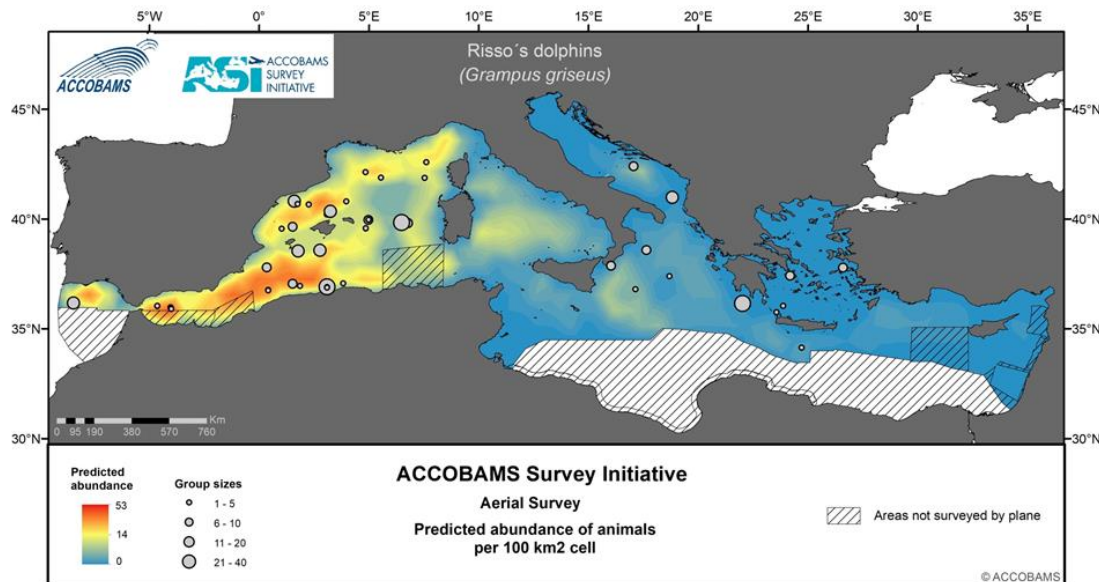 5°W 0° 5°E 10°E 15°E 20°E 25°E 30°E 35°E
Risso´s dolphins
(Grampus griseus)
ACCOBAMS
ASI
ACCOBAMS
SURVEY
INITIATIVE
45°N 45°N
40°N 40°N
35°N 35°N
30°N 30°N
Km
0 95 190 380 570 760
Predicted
abundance
53
14
0
Group sizes
1 - 5
6 - 10
11 - 20
21 - 40
ACCOBAMS Survey Initiative
Aerial Survey
Predicted abundance of animals
per 100 km2 cell
Areas not surveyed by plane
© ACCOBAMS